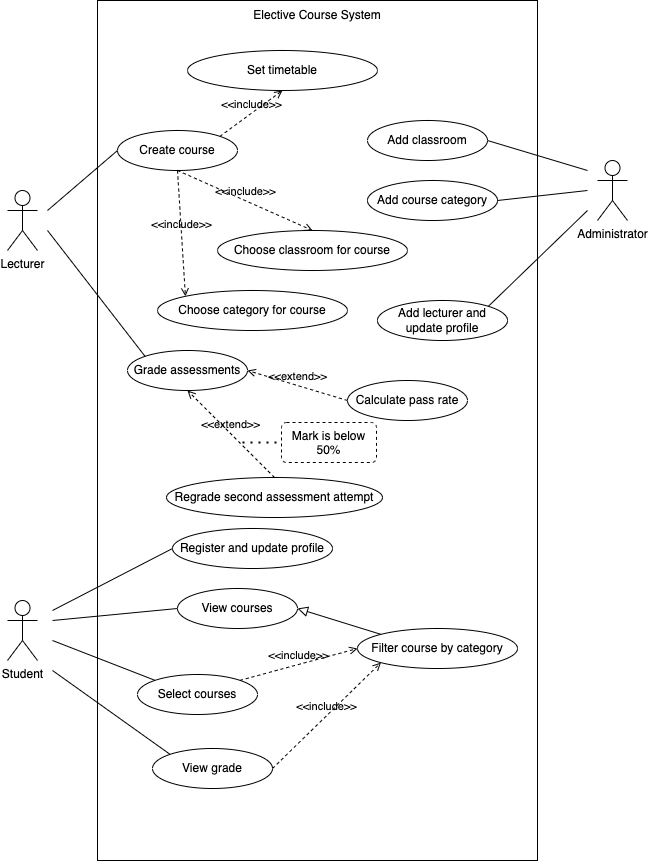 Elective Course System
Set timetable
<<include>>
Create course
Add classroom
<<include>>
Add course category
<<include>>
Lecturer
Administrator
Choose classroom for course
Choose category for course
Add lecturer and
update profile
Grade assessments
<<extend>>
Calculate pass rate
<<extend>>
Mark is below
50%
Regrade second assessment attempt
Register and update profile
View courses
Filter course by category
<<include>>
Student
Select courses
<<include>>
View grade